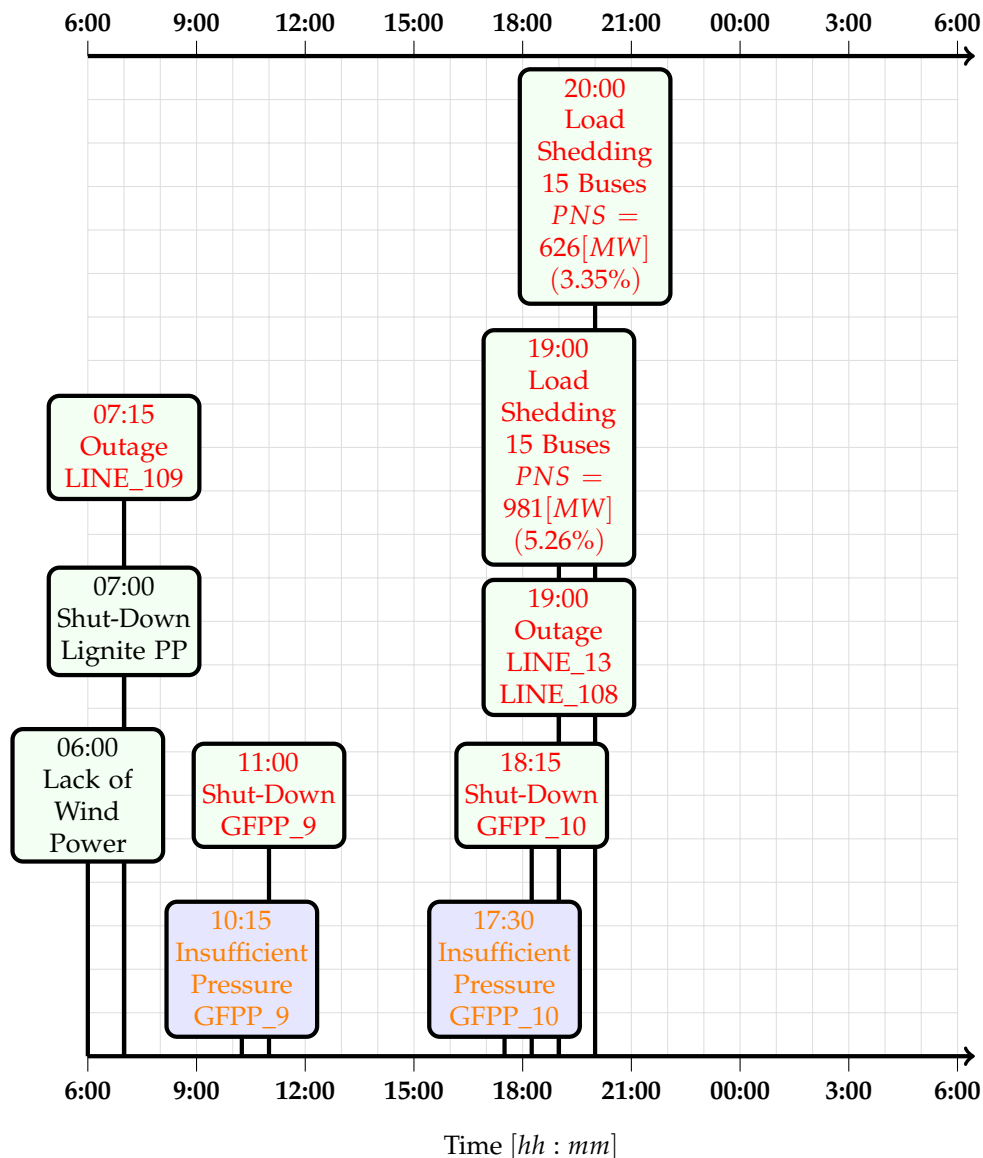 6:00 9:00 12:00 15:00 18:00 21:00 00:00 3:00 6:00
20:00
Load
Shedding
15 Buses
PNS =
626[MW]
(3.35%)
19:00
Load
Shedding
15 Buses
PNS =
981[MW]
(5.26%)
07:15
Outage
LINE_109
07:00
Shut-Down
Lignite PP
19:00
Outage
LINE_13
LINE_108
06:00
Lack of
Wind
Power
11:00
Shut-Down
GFPP_9
18:15
Shut-Down
GFPP_10
10:15
Insufficient
Pressure
GFPP_9
17:30
Insufficient
Pressure
GFPP_10
6:00 9:00 12:00 15:00 18:00 21:00 00:00 3:00 6:00
Time [hh : mm]